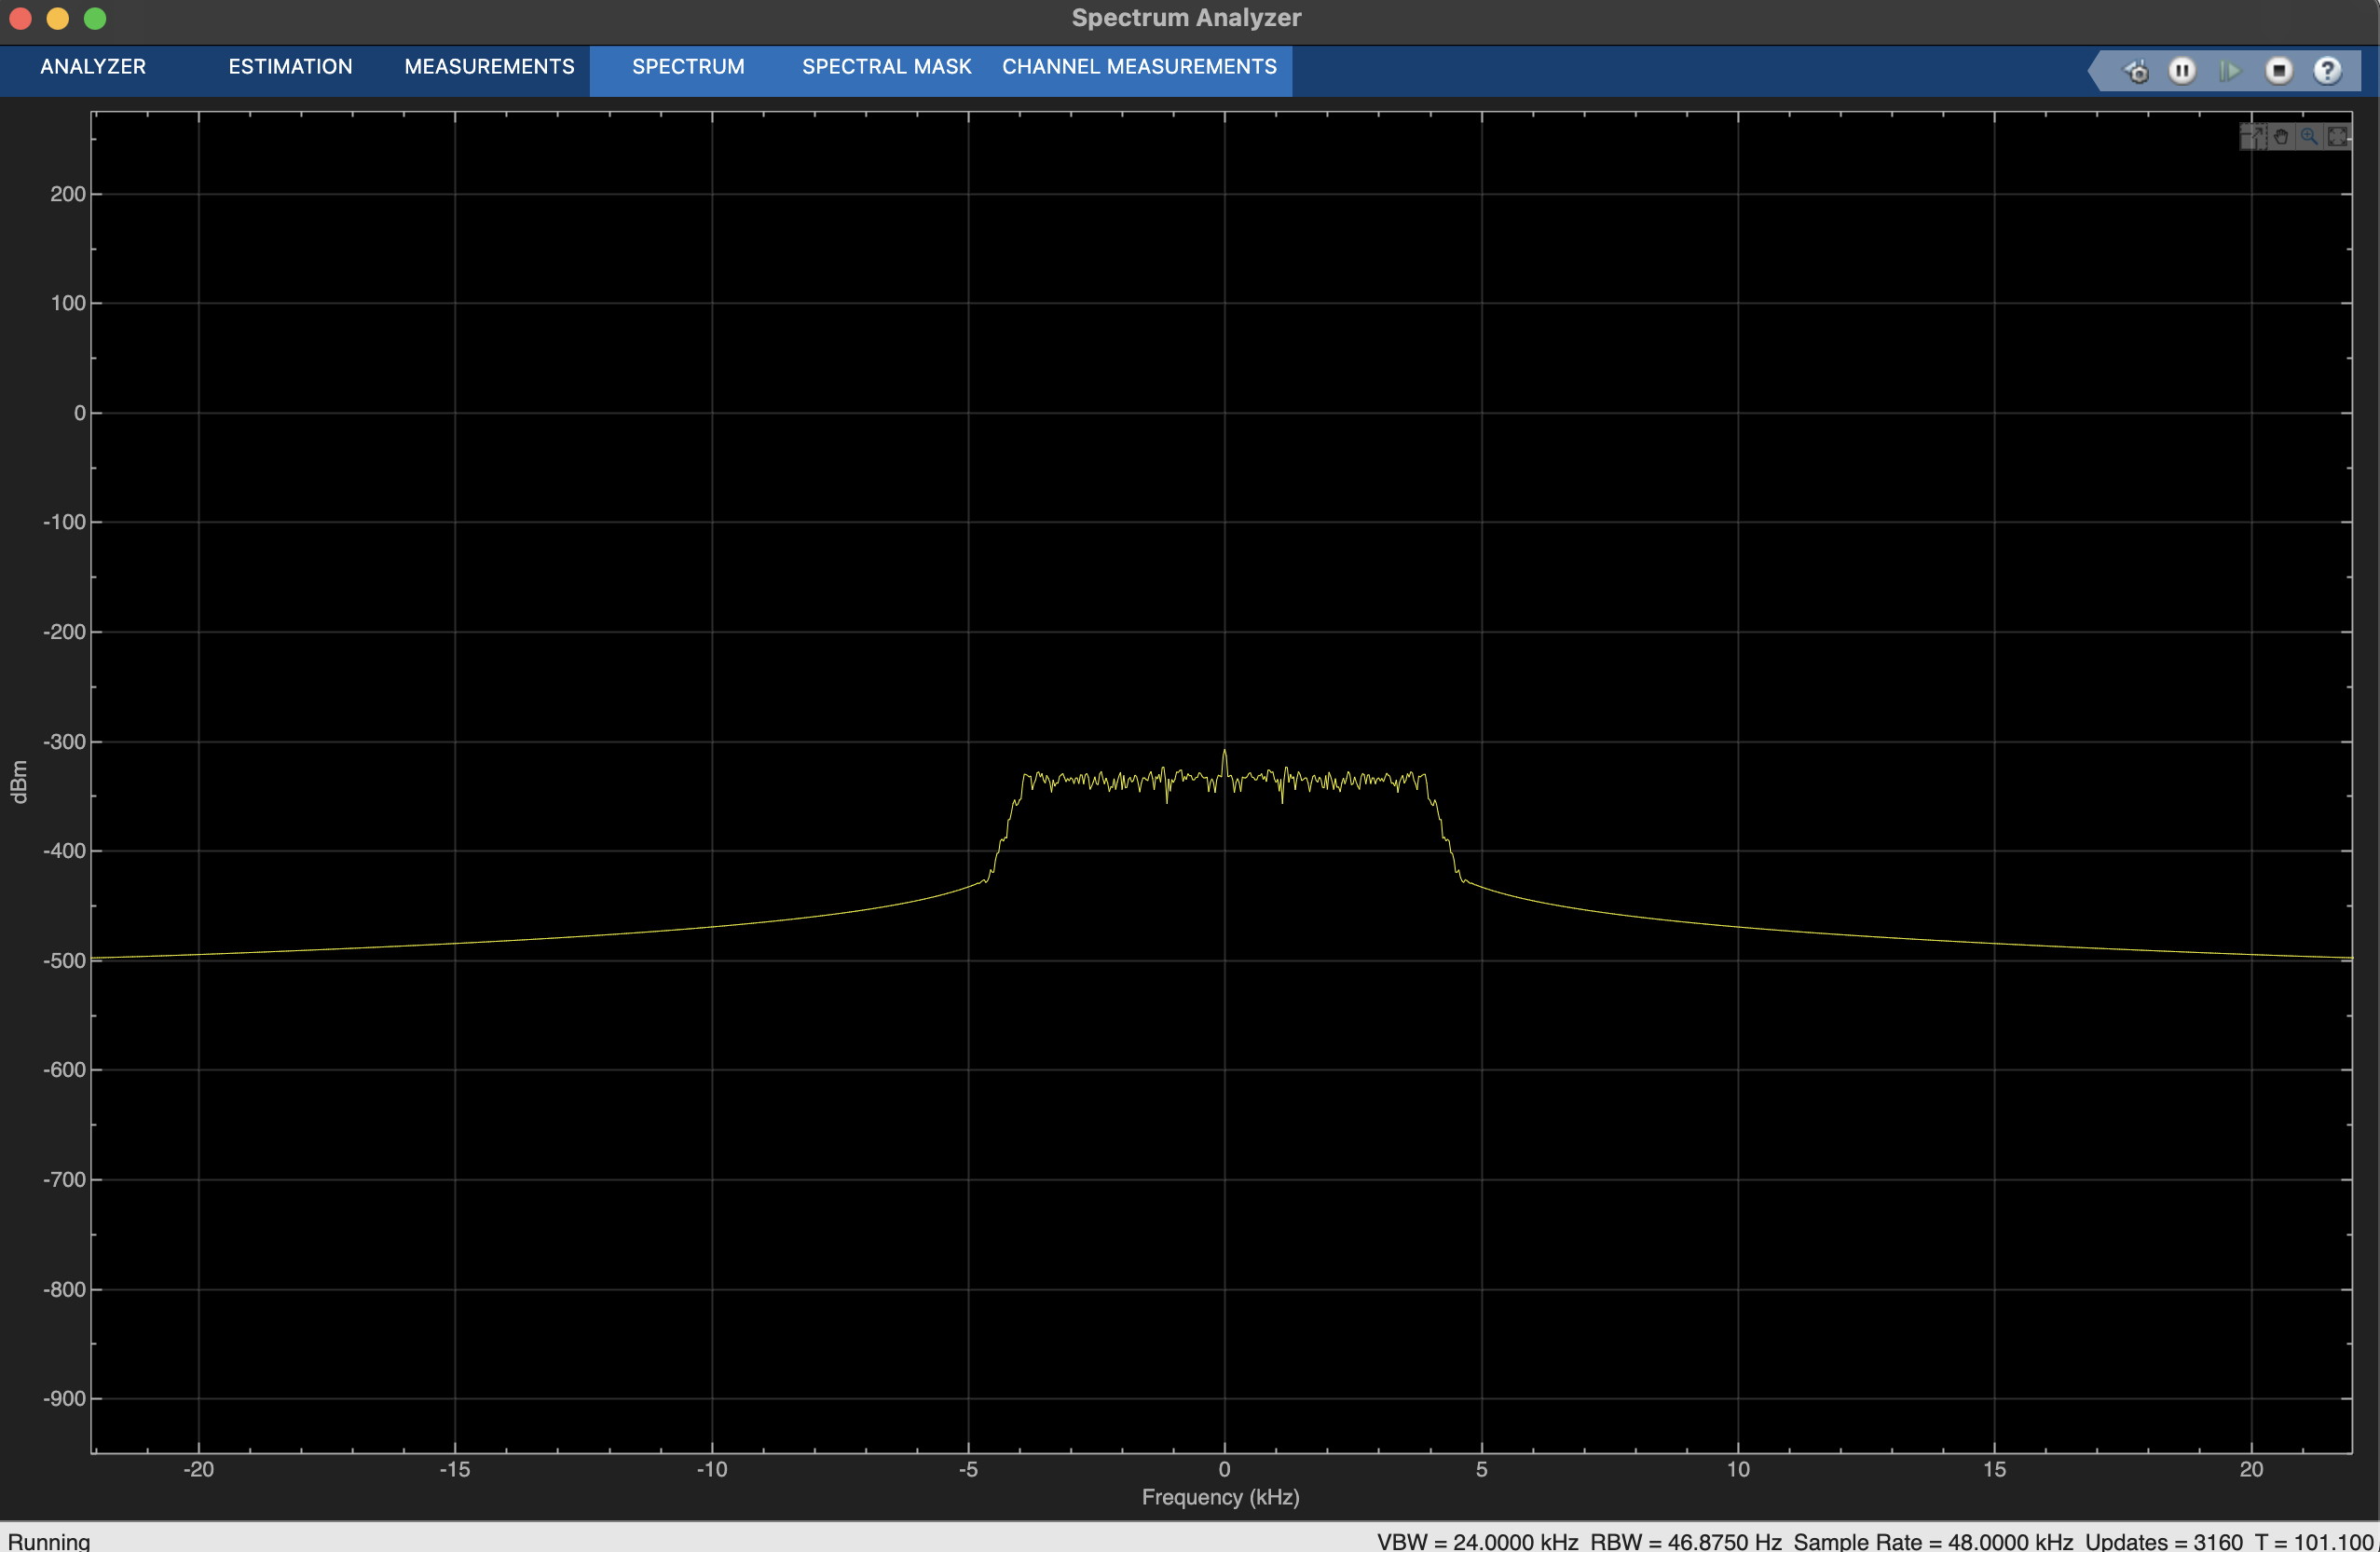 Spectrum Analyzer
ANALYZER ESTIMATION MEASUREMENTS SPECTRUM SPECTRAL MASK CHANNEL MEASUREMENTS ?
200
100
0
-100
-200
-300
-400
-500
-600
-700
-800
-900
dBm
-20 -15 -10 -5 0 5 10 15 20
Frequency (kHz)
Running VBW = 24.0000 kHz RBW = 46.8750 Hz Sample Rate = 48.0000 kHz Updates = 3160 T = 101.100